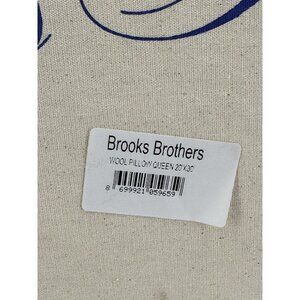 Brooks Brothers
WOOL PILLOW QUEEN 20'X30'
8 699921 059659